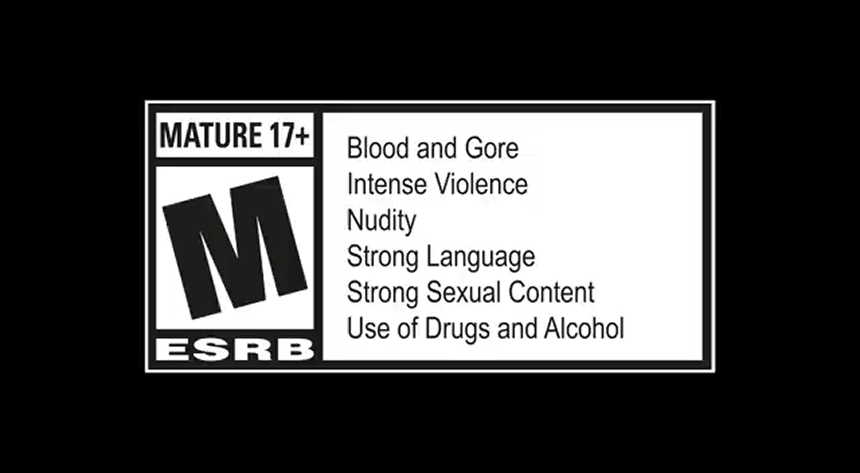 MATURE 17+
M
ESRB
Blood and Gore
Intense Violence
Nudity
Strong Language
Strong Sexual Content
Use of Drugs and Alcohol